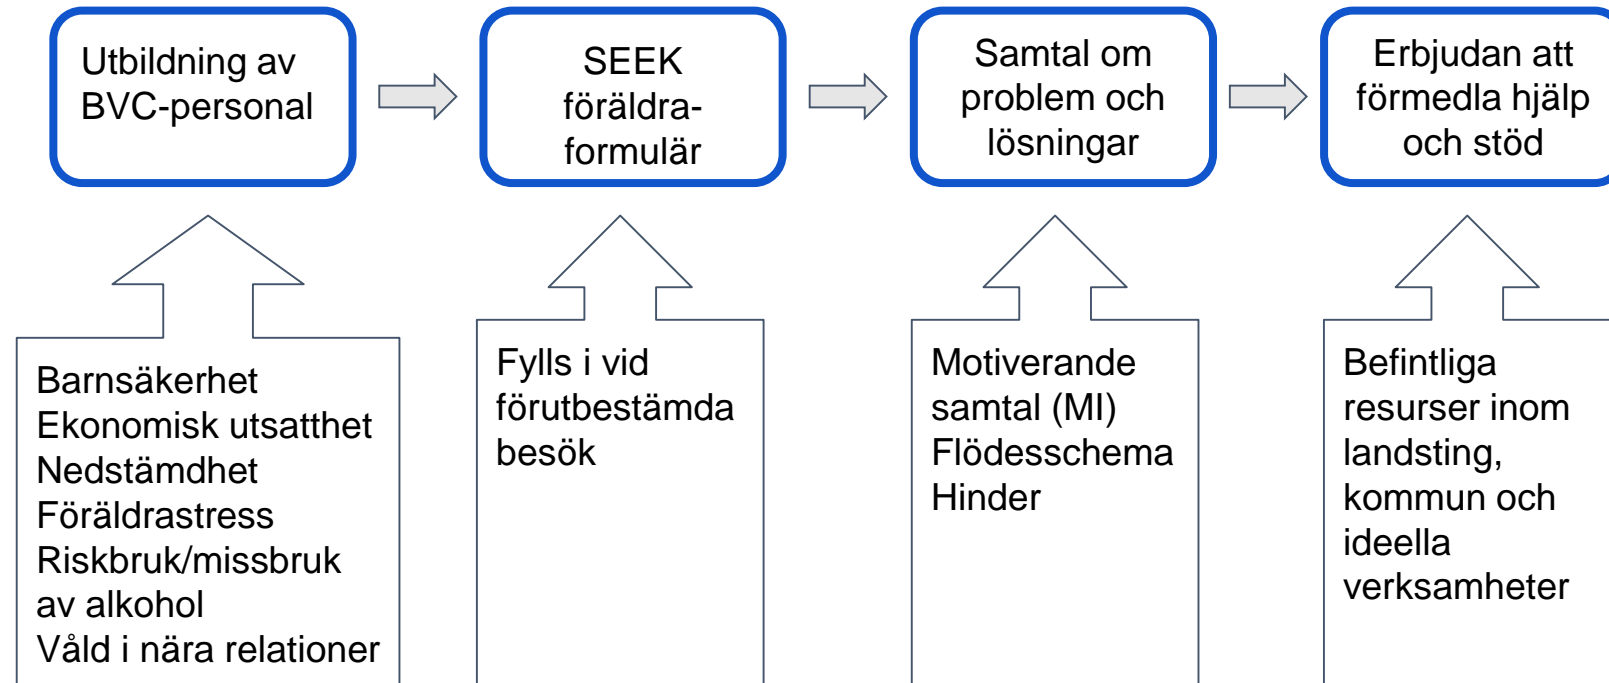 Utbildning av
BVC-personal
SEEK
föräldra-
formulär
Samtal om
problem och
lösningar
Erbjudan att
förmedla hjälp
och stöd
Barnsäkerhet
Ekonomisk utsatthet
Nedstämdhet
Föräldrastress
Riskbruk/missbruk
av alkohol
Våld i nära relationer
Fylls i vid
förutbestämda
besök
Motiverande
samtal (MI)
Flödesschema
Hinder
Befintliga
resurser inom
landsting,
kommun och
ideella
verksamheter